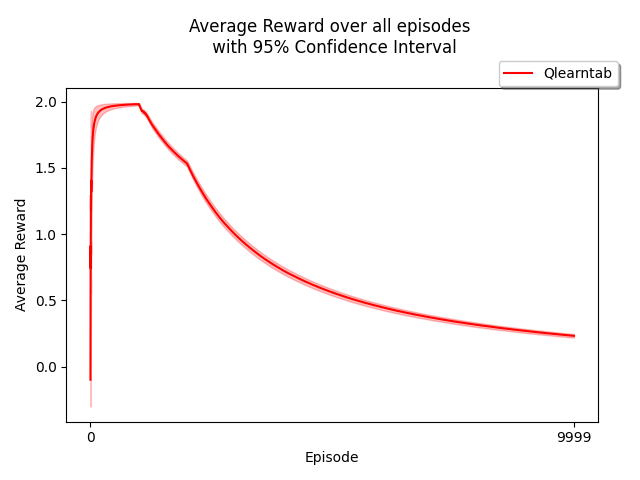 Average Reward over all episodes
with 95% Confidence Interval
Qlearntab
2.0
1.5
1.0
0.5
0.0
Average Reward
0
9999
Episode